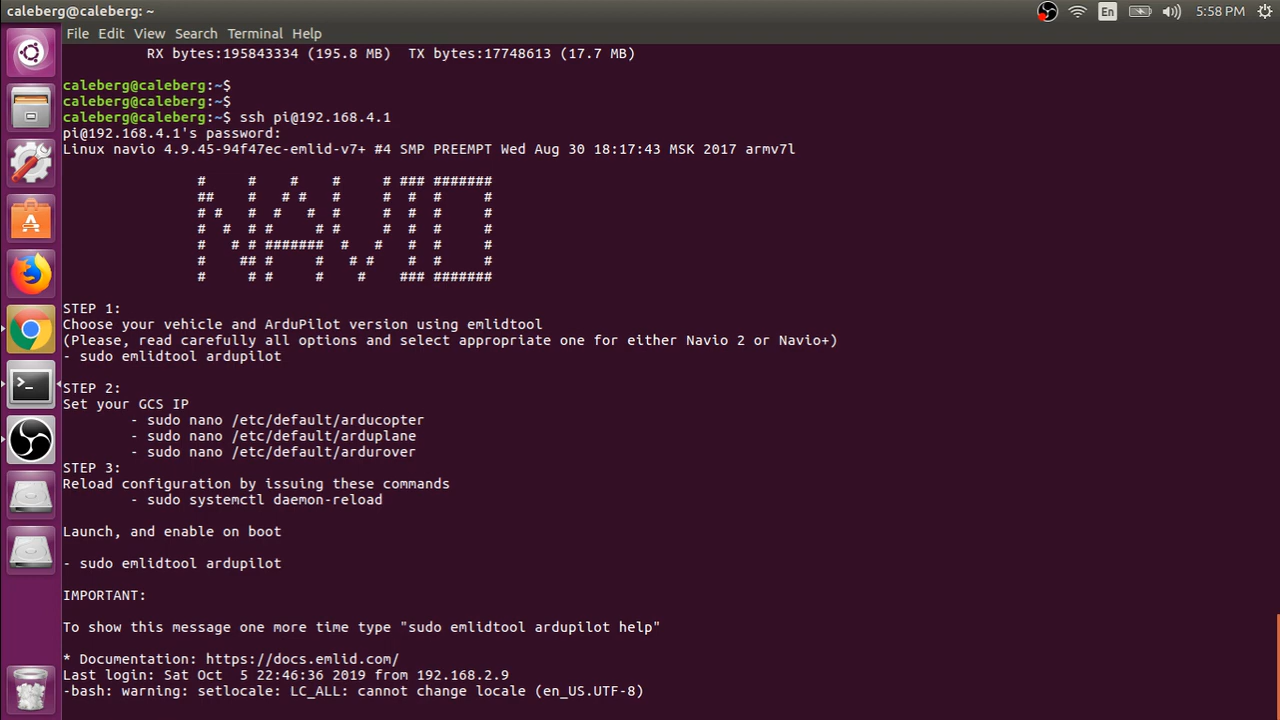 caleberg@caleberg: ~
En
5:58 PM
File Edit View Search Terminal Help
RX bytes:195843334 (195.8 MB)  TX bytes:17748613 (17.7 MB)
caleberg@caleberg:~$
caleberg@caleberg:~$
caleberg@caleberg:~$ ssh pi@192.168.4.1
pi@192.168.4.1's password:
Linux navio 4.9.45-94f47ec-emlid-v7+ #4 SMP PREEMPT Wed Aug 30 18:17:43 MSK 2017 armv7l
NAVIO
STEP 1:
Choose your vehicle and ArduPilot version using emlidtool
(Please, read carefully all options and select appropriate one for either Navio 2 or Navio+)
- sudo emlidtool ardupilot
STEP 2:
Set your GCS IP
- sudo nano /etc/default/arducopter
- sudo nano /etc/default/arduplane
- sudo nano /etc/default/ardurover
STEP 3:
Reload configuration by issuing these commands
- sudo systemctl daemon-reload
Launch, and enable on boot
- sudo emlidtool ardupilot
IMPORTANT:
To show this message one more time type "sudo emlidtool ardupilot help"
* Documentation: https://docs.emlid.com/
Last login: Sat Oct  5 22:46:36 2019 from 192.168.2.9
-bash: warning: setlocale: LC_ALL: cannot change locale (en_US.UTF-8)